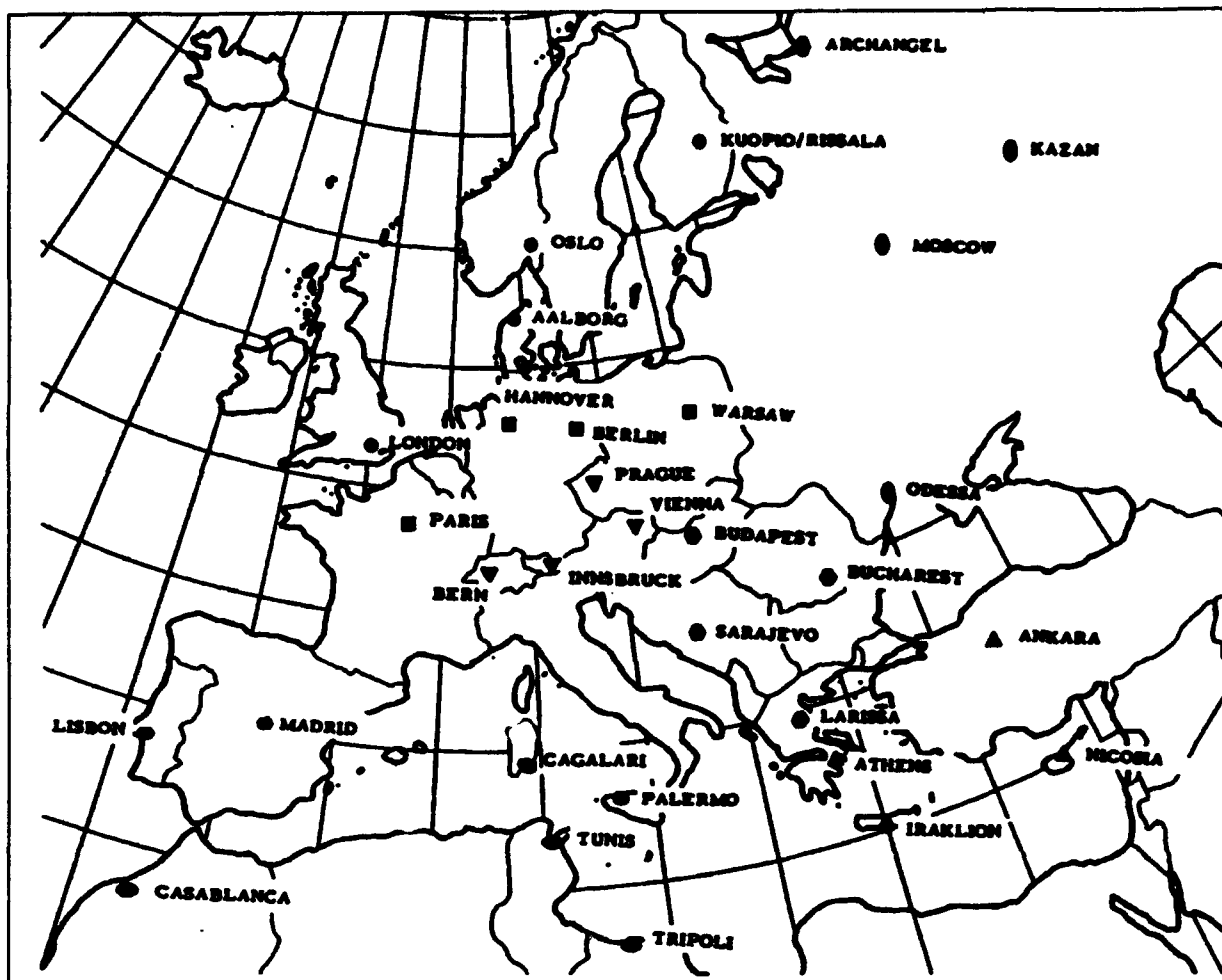 ARCHANGEL
KUOPIO/RISSALA
KAZAN
OSLO
MOSCOW
AALBORG
HANNOVER
WARSAW
BERLIN
LONDON
PRAGUE
ODESSA
VIENNA
PARIS
BUDAPEST
INNSBRUCK
BUCHAREST
BERN
SARAJEVO
ANKARA
LISBON
MADRID
LARISSA
NICOSIA
CAGALARI
ATHENS
PALERMO
IRAKLION
TUNIS
CASABLANCA
TRIPOLI